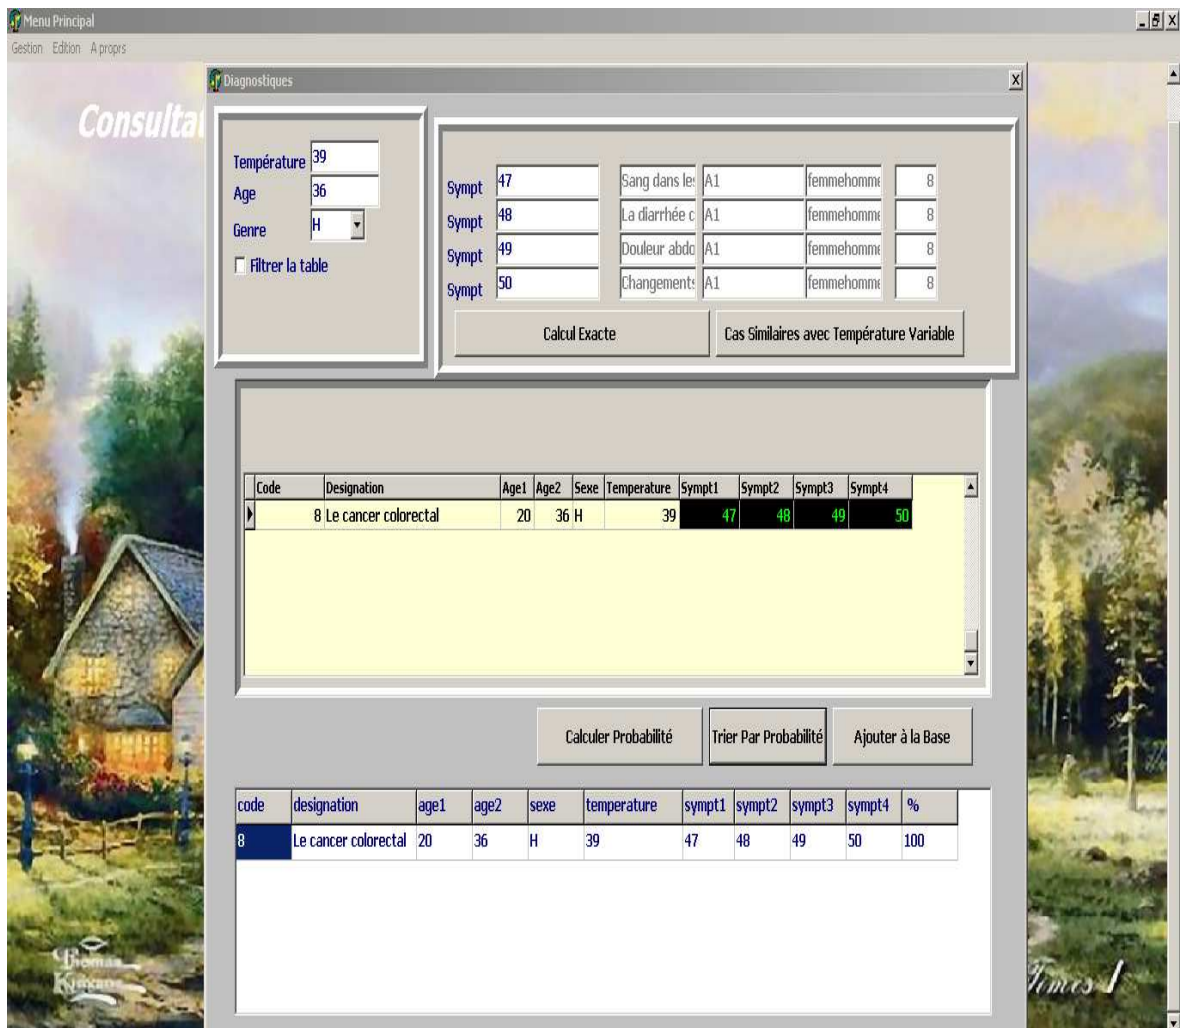 Menu Principal
Gestion Edition A proprs
Diagnostiques
Consulta
Température 39
Age 36
Genre H
Filtrer la table
Sympt 47 Sang dans les A1 femmehomme 8
Sympt 48 La diarrhée c A1 femmehomme 8
Sympt 49 Douleur abdo A1 femmehomme 8
Sympt 50 Changements A1 femmehomme 8
Calcul Exacte Cas Similaires avec Température Variable
Code Designation Age1 Age2 Sexe Temperature Sympt1 Sympt2 Sympt3 Sympt4
8 Le cancer colorectal 20 36 H 39 47 48 49 50
Calculer Probabilité Trier Par Probabilité Ajouter à la Base
code designation age1 age2 sexe temperature sympt1 sympt2 sympt3 sympt4 %
8 Le cancer colorectal 20 36 H 39 47 48 49 50 100
Thomas